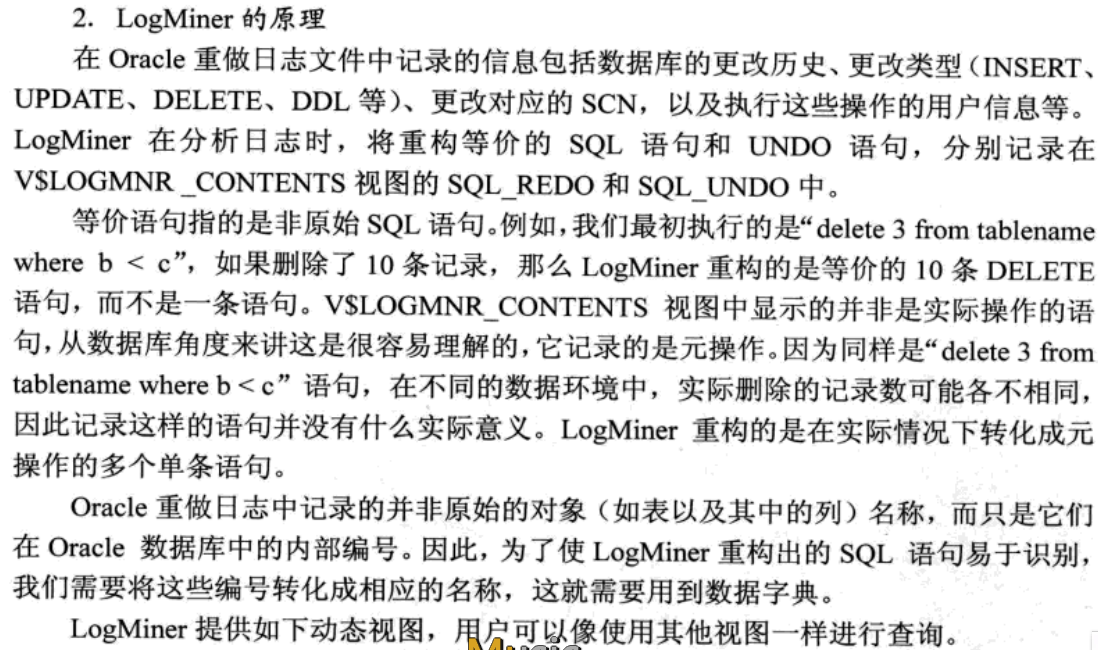 2. LogMiner 的原理
在 Oracle 重做日志文件中记录的信息包括数据库的更改历史、更改类型（INSERT、
UPDATE、DELETE、DDL 等）、更改对应的 SCN，以及执行这些操作的用户信息等。
LogMiner 在分析日志时，将重构等价的 SQL 语句和 UNDO 语句，分别记录在
V$LOGMNR _CONTENTS 视图的 SQL_REDO 和 SQL_UNDO 中。
等价语句指的是非原始 SQL 语句。例如，我们最初执行的是“delete 3 from tablename
where b < c”，如果删除了 10 条记录，那么 LogMiner 重构的是等价的 10 条 DELETE
语句，而不是一条语句。V$LOGMNR_CONTENTS 视图中显示的并非是实际操作的语
句，从数据库角度来讲这是很容易理解的，它记录的是元操作。因为同样是“delete 3 from
tablename where b < c”语句，在不同的数据环境中，实际删除的记录数可能各不相同，
因此记录这样的语句并没有什么实际意义。LogMiner 重构的是在实际情况下转化成元
操作的多个单条语句。
Oracle 重做日志中记录的并非原始的对象（如表以及其中的列）名称，而只是它们
在 Oracle 数据库中的内部编号。因此，为了使 LogMiner 重构出的 SQL 语句易于识别，
我们需要将这些编号转化成相应的名称，这就需要用到数据字典。
LogMiner 提供如下动态视图，用户可以像使用其他视图一样进行查询。